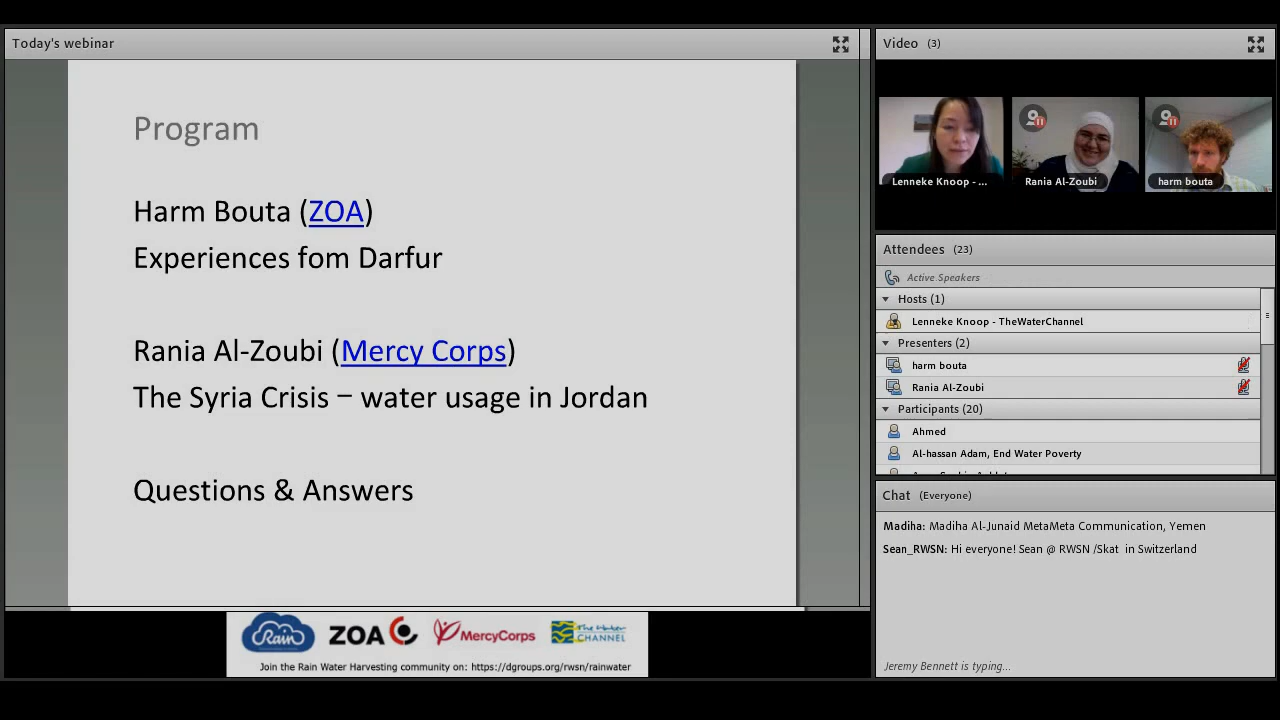 Today's webinar
Program
Harm Bouta (ZOA)
Experiences fom Darfur
Rania Al-Zoubi (Mercy Corps)
The Syria Crisis – water usage in Jordan
Questions & Answers
Rain
ZOA
MercyCorps
The Water
CHANNEL
Join the Rain Water Harvesting community on: https://dgroups.org/rwsn/rainwater
Video (3)
Lenneke Knoop - ...
Rania Al-Zoubi
harm bouta
Attendees (23)
Active Speakers
Hosts (1)
Lenneke Knoop - TheWaterChannel
Presenters (2)
harm bouta
Rania Al-Zoubi
Participants (20)
Ahmed
Al-hassan Adam, End Water Poverty
Chat (Everyone)
Madiha: Madiha Al-Junaid MetaMeta Communication, Yemen
Sean_RWSN: Hi everyone! Sean @ RWSN /Skat in Switzerland
Jeremy Bennett is typing...